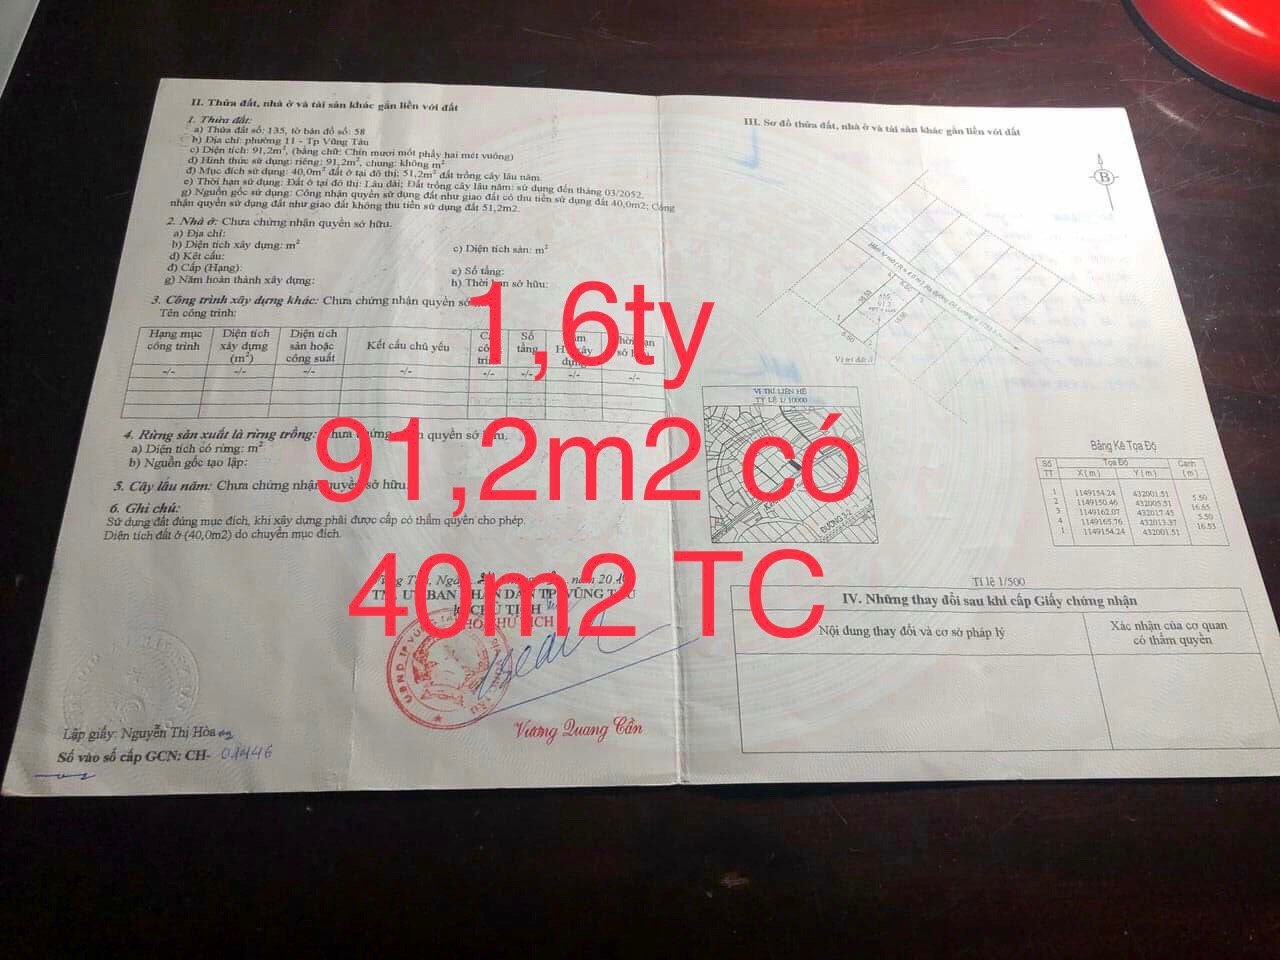 II. Thửa đất, nhà ở và tài sản khác gắn liền với đất
1. Thửa đất:
a) Thửa đất số: 135, tờ bản đồ số: 58
b) Địa chỉ: phường 11 - Tp Vũng Tàu
c) Diện tích: 91,2m², (bằng chữ: Chín mươi mốt phẩy hai mét vuông)
d) Hình thức sử dụng: riêng: 91,2m², chung: không m²
đ) Mục đích sử dụng: 40,0m² đất ở tại đô thị; 51,2m² đất trồng cây lâu năm.
e) Thời hạn sử dụng: Đất ở tại đô thị: Lâu dài; Đất trồng cây lâu năm: sử dụng đến tháng 03/2052.
g) Nguồn gốc sử dụng: Công nhận quyền sử dụng đất như giao đất có thu tiền sử dụng đất 40,0m2; Công
nhận quyền sử dụng đất như giao đất không thu tiền sử dụng đất 51,2m2.
2. Nhà ở: Chưa chứng nhận quyền sở hữu.
a) Địa chỉ:
b) Diện tích xây dựng: m²
c) Diện tích sàn: m²
d) Kết cấu:
đ) Cấp (Hạng):
e) Số tầng:
g) Năm hoàn thành xây dựng:
h) Thời hạn sở hữu:
3. Công trình xây dựng khác: Chưa chứng nhận quyền sở
Tên công trình:
Hạng mục công trình
Diện tích xây dựng (m²)
Diện tích sàn hoặc công suất
Kết cấu chủ yếu
Số tầng
-/- -/- -/- -/- -/- -/- -/- -/-
4. Rừng sản xuất là rừng trồng: Chưa chứng nhận quyền sở hữu.
a) Diện tích có rừng: m²
b) Nguồn gốc tạo lập:
5. Cây lâu năm: Chưa chứng nhận quyền sở hữu.
6. Ghi chú:
Sử dụng đất đúng mục đích, khi xây dựng phải được cấp có thẩm quyền cho phép.
Diện tích đất ở (40,0m2) do chuyển mục đích.
TM. ỦY BAN NHÂN DÂN TP. VŨNG TÀU
CHỦ TỊCH
PHÓ CHỦ TỊCH
Vương Quang Cần
Lập giấy: Nguyễn Thị Hòa
Số vào sổ cấp GCN: CH- 01446
1,6ty
91,2m2 có
40m2 TC
III. Sơ đồ thửa đất, nhà ở và tài sản khác gắn liền với đất
B
Vị trí đất
VỊ TRÍ LIÊN HỆ
TỶ LỆ 1/ 10000
ĐƯỜNG 3-2
Bảng Kê Tọa Độ
Số TT
Tọa Độ
Cạnh (m)
X(m) Y(m)
1 1149154.24 432001.51
5.50
2 1149150.46 432005.51
16.65
3 1149162.07 432017.45
5.50
4 1149165.76 432013.37
16.53
1 1149154.24 432001.51
Tỉ lệ 1/500
IV. Những thay đổi sau khi cấp Giấy chứng nhận
Nội dung thay đổi và cơ sở pháp lý
Xác nhận của cơ quan
có thẩm quyền